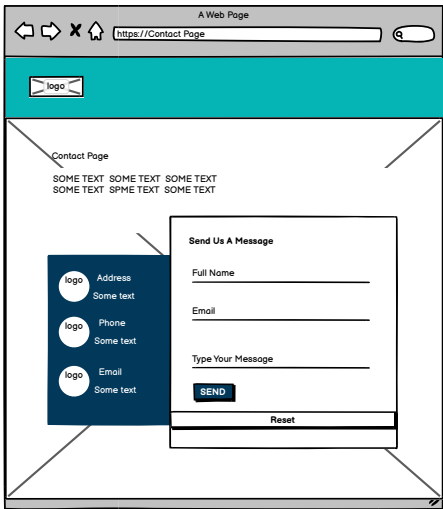 A Web Page
https://Contact Page
logo
Contact Page
SOME TEXT SOME TEXT SOME TEXT
SOME TEXT SPME TEXT SOME TEXT
Send Us A Message
Full Name
Email
Type Your Message
SEND
Reset
logo
Address
Some text
logo
Phone
Some text
logo
Email
Some text